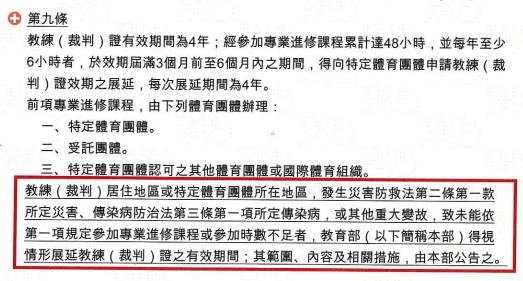 第九條
教練（裁判）證有效期間為4年；經參加專業進修課程累計達48小時，並每年至少
6小時者，於效期屆滿3個月前至6個月內之期間，得向特定體育團體申請教練（裁
判）證效期之展延，每次展延期間為4年。
前項專業進修課程，由下列體育團體辦理：
一、特定體育團體。
二、受託團體。
三、特定體育團體認可之其他體育團體或國際體育組織。
教練（裁判）居住地區或特定體育團體所在地區，發生災害防救法第二條第一款
所定災害、傳染病防治法第三條第一項所定傳染病，或其他重大變故，致未能依
第一項規定參加專業進修課程或參加時數不足者，教育部（以下簡稱本部）得視
情形展延教練（裁判）證之有效期間；其範圍、內容及相關措施，由本部公告之。